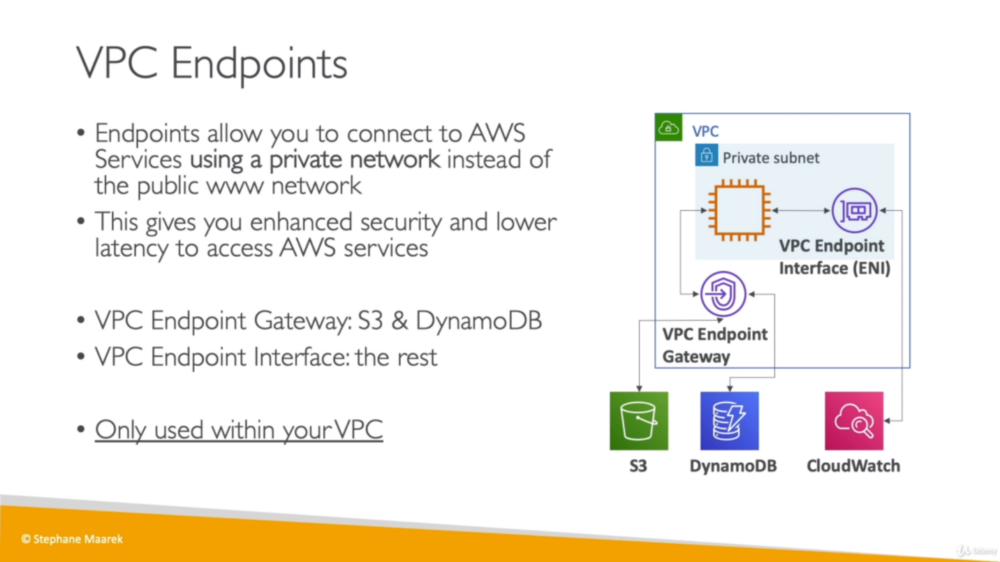 VPC Endpoints
• Endpoints allow you to connect to AWS
Services using a private network instead of
the public www network
• This gives you enhanced security and lower
latency to access AWS services
• VPC Endpoint Gateway: S3 & DynamoDB
• VPC Endpoint Interface: the rest
• Only used within your VPC
VPC
Private subnet
VPC Endpoint
Interface (ENI)
VPC Endpoint
Gateway
S3
DynamoDB
CloudWatch
© Stephane Maarek
Udemy